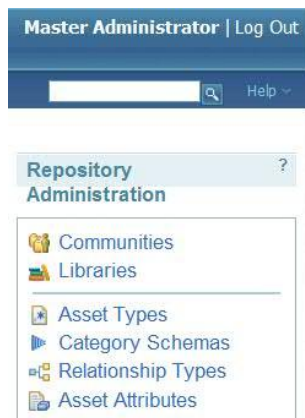 Master Administrator | Log Out
Help
Repository ?
Administration
Communities
Libraries
Asset Types
Category Schemas
Relationship Types
Asset Attributes